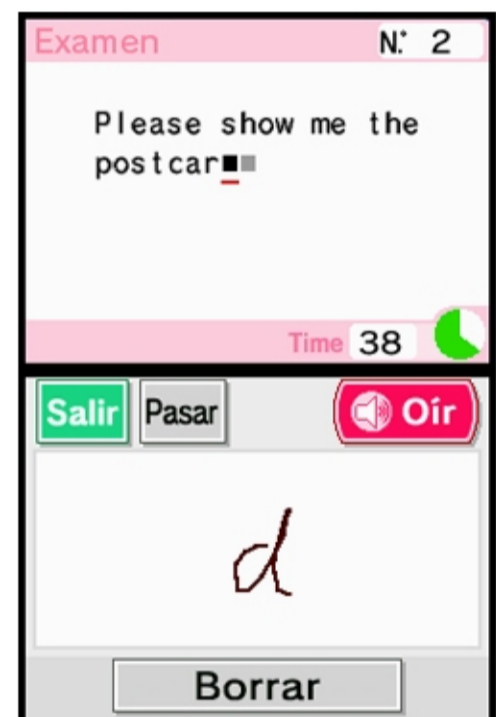 Examen
N.º 2
Please show me the
postcar■■
Time 38
Salir
Pasar
Oír
d
Borrar